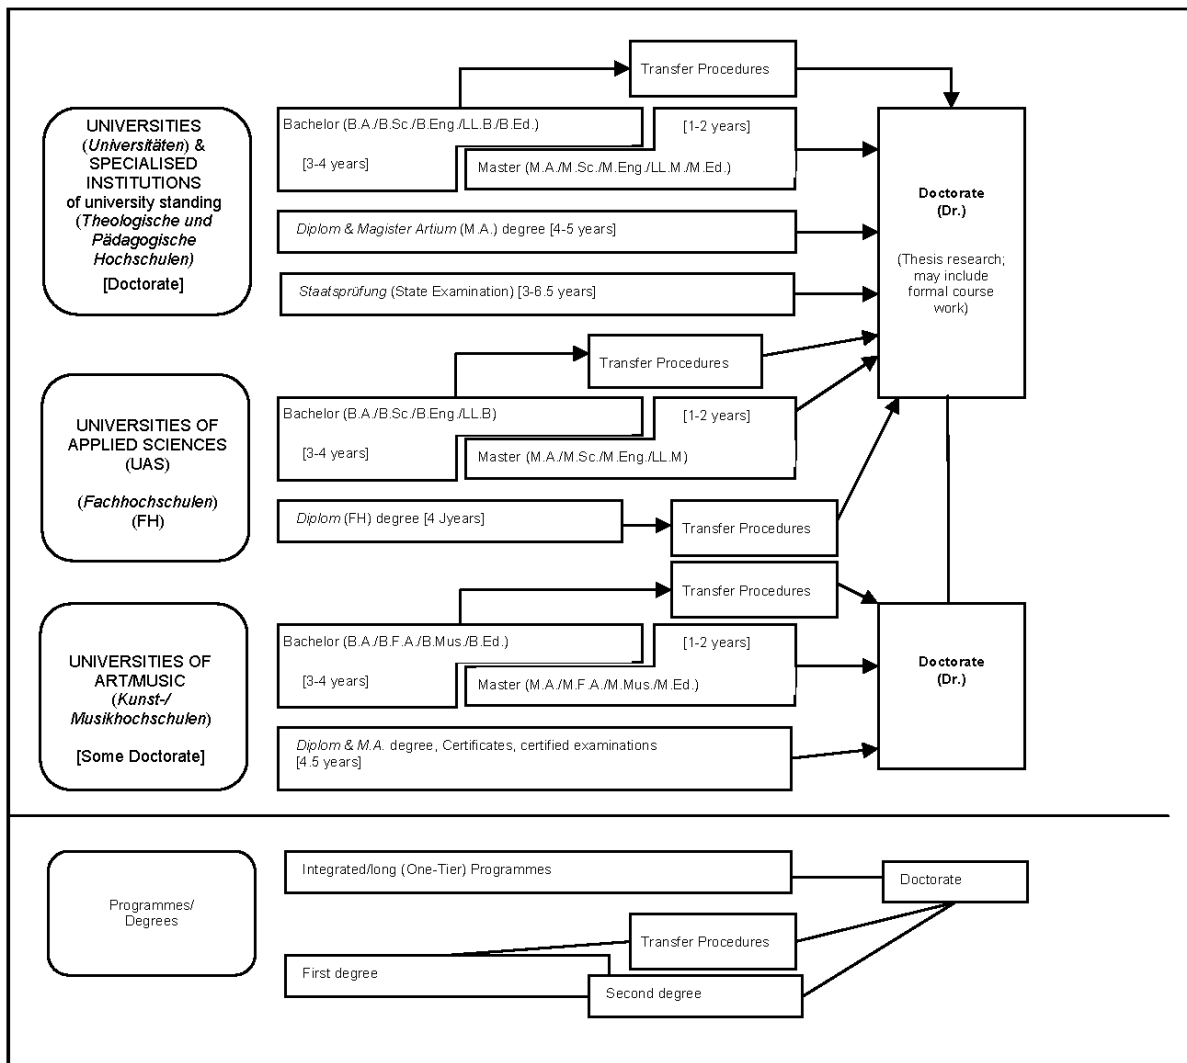 Transfer Procedures
UNIVERSITIES
(Universitäten) &
SPECIALISED
INSTITUTIONS
of university standing
(Theologische und
Pädagogische
Hochschulen)
[Doctorate]
Bachelor (B.A./B.Sc./B.Eng./LL.B./B.Ed.)
[3-4 years]
[1-2 years]
Master (M.A./M.Sc./M.Eng./LL.M./M.Ed.)
Diplom & Magister Artium (M.A.) degree [4-5 years]
Staatsprüfung (State Examination) [3-6.5 years]
Doctorate
(Dr.)
(Thesis research;
may include
formal course
work)
Transfer Procedures
UNIVERSITIES OF
APPLIED SCIENCES
(UAS)
(Fachhochschulen)
(FH)
Bachelor (B.A./B.Sc./B.Eng./LL.B)
[3-4 years]
[1-2 years]
Master (M.A./M.Sc./M.Eng./LL.M)
Diplom (FH) degree [4 Jyears]
Transfer Procedures
Transfer Procedures
UNIVERSITIES OF
ART/MUSIC
(Kunst-/
Musikhochschulen)
[Some Doctorate]
Bachelor (B.A./B.F.A./B.Mus./B.Ed.)
[3-4 years]
[1-2 years]
Master (M.A./M.F.A./M.Mus./M.Ed.)
Diplom & M.A. degree, Certificates, certified examinations
[4.5 years]
Doctorate
(Dr.)
Programmes/
Degrees
Integrated/long (One-Tier) Programmes
Doctorate
Transfer Procedures
First degree
Second degree